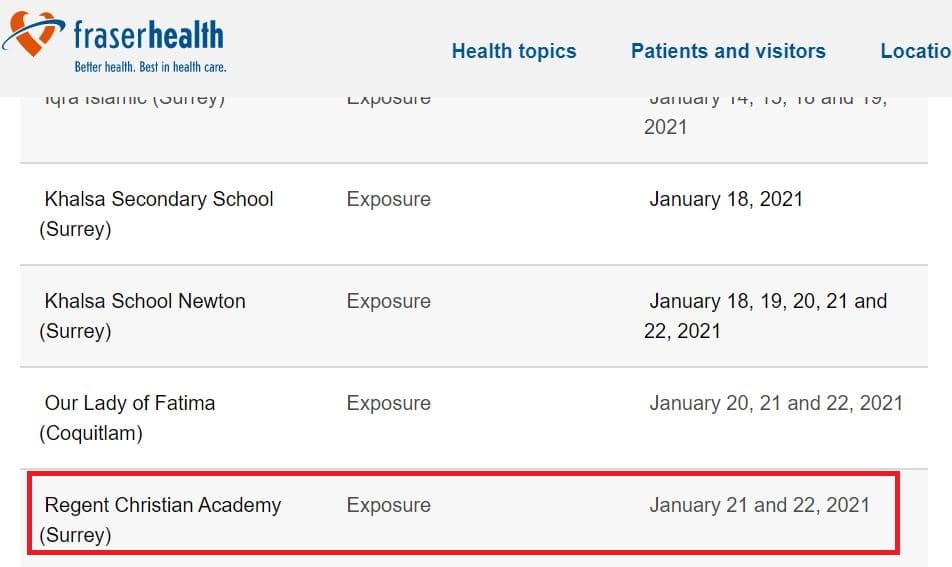 fraserhealth
Better health. Best in health care.
Health topics
Patients and visitors
Locatio
Iqra Islamic (Surrey)
Exposure
January 14, 15, 18 and 19,
2021
Khalsa Secondary School
(Surrey)
Exposure
January 18, 2021
Khalsa School Newton
(Surrey)
Exposure
January 18, 19, 20, 21 and
22, 2021
Our Lady of Fatima
(Coquitlam)
Exposure
January 20, 21 and 22, 2021
Regent Christian Academy
(Surrey)
Exposure
January 21 and 22, 2021